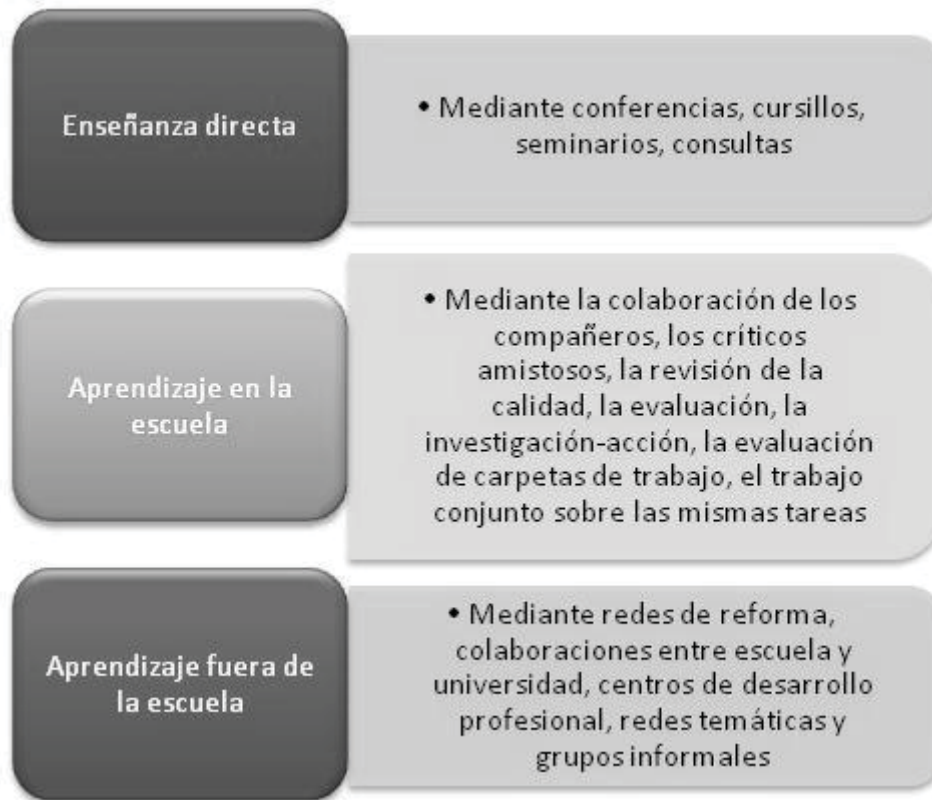 Enseñanza directa
• Mediante conferencias, cursillos,
seminarios, consultas
Aprendizaje en la
escuela
• Mediante la colaboración de los
compañeros, los críticos
amistosos, la revisión de la
calidad, la evaluación, la
investigación-acción, la evaluación
de carpetas de trabajo, el trabajo
conjunto sobre las mismas tareas
Aprendizaje fuera de
la escuela
• Mediante redes de reforma,
colaboraciones entre escuela y
universidad, centros de desarrollo
profesional, redes temáticas y
grupos informales